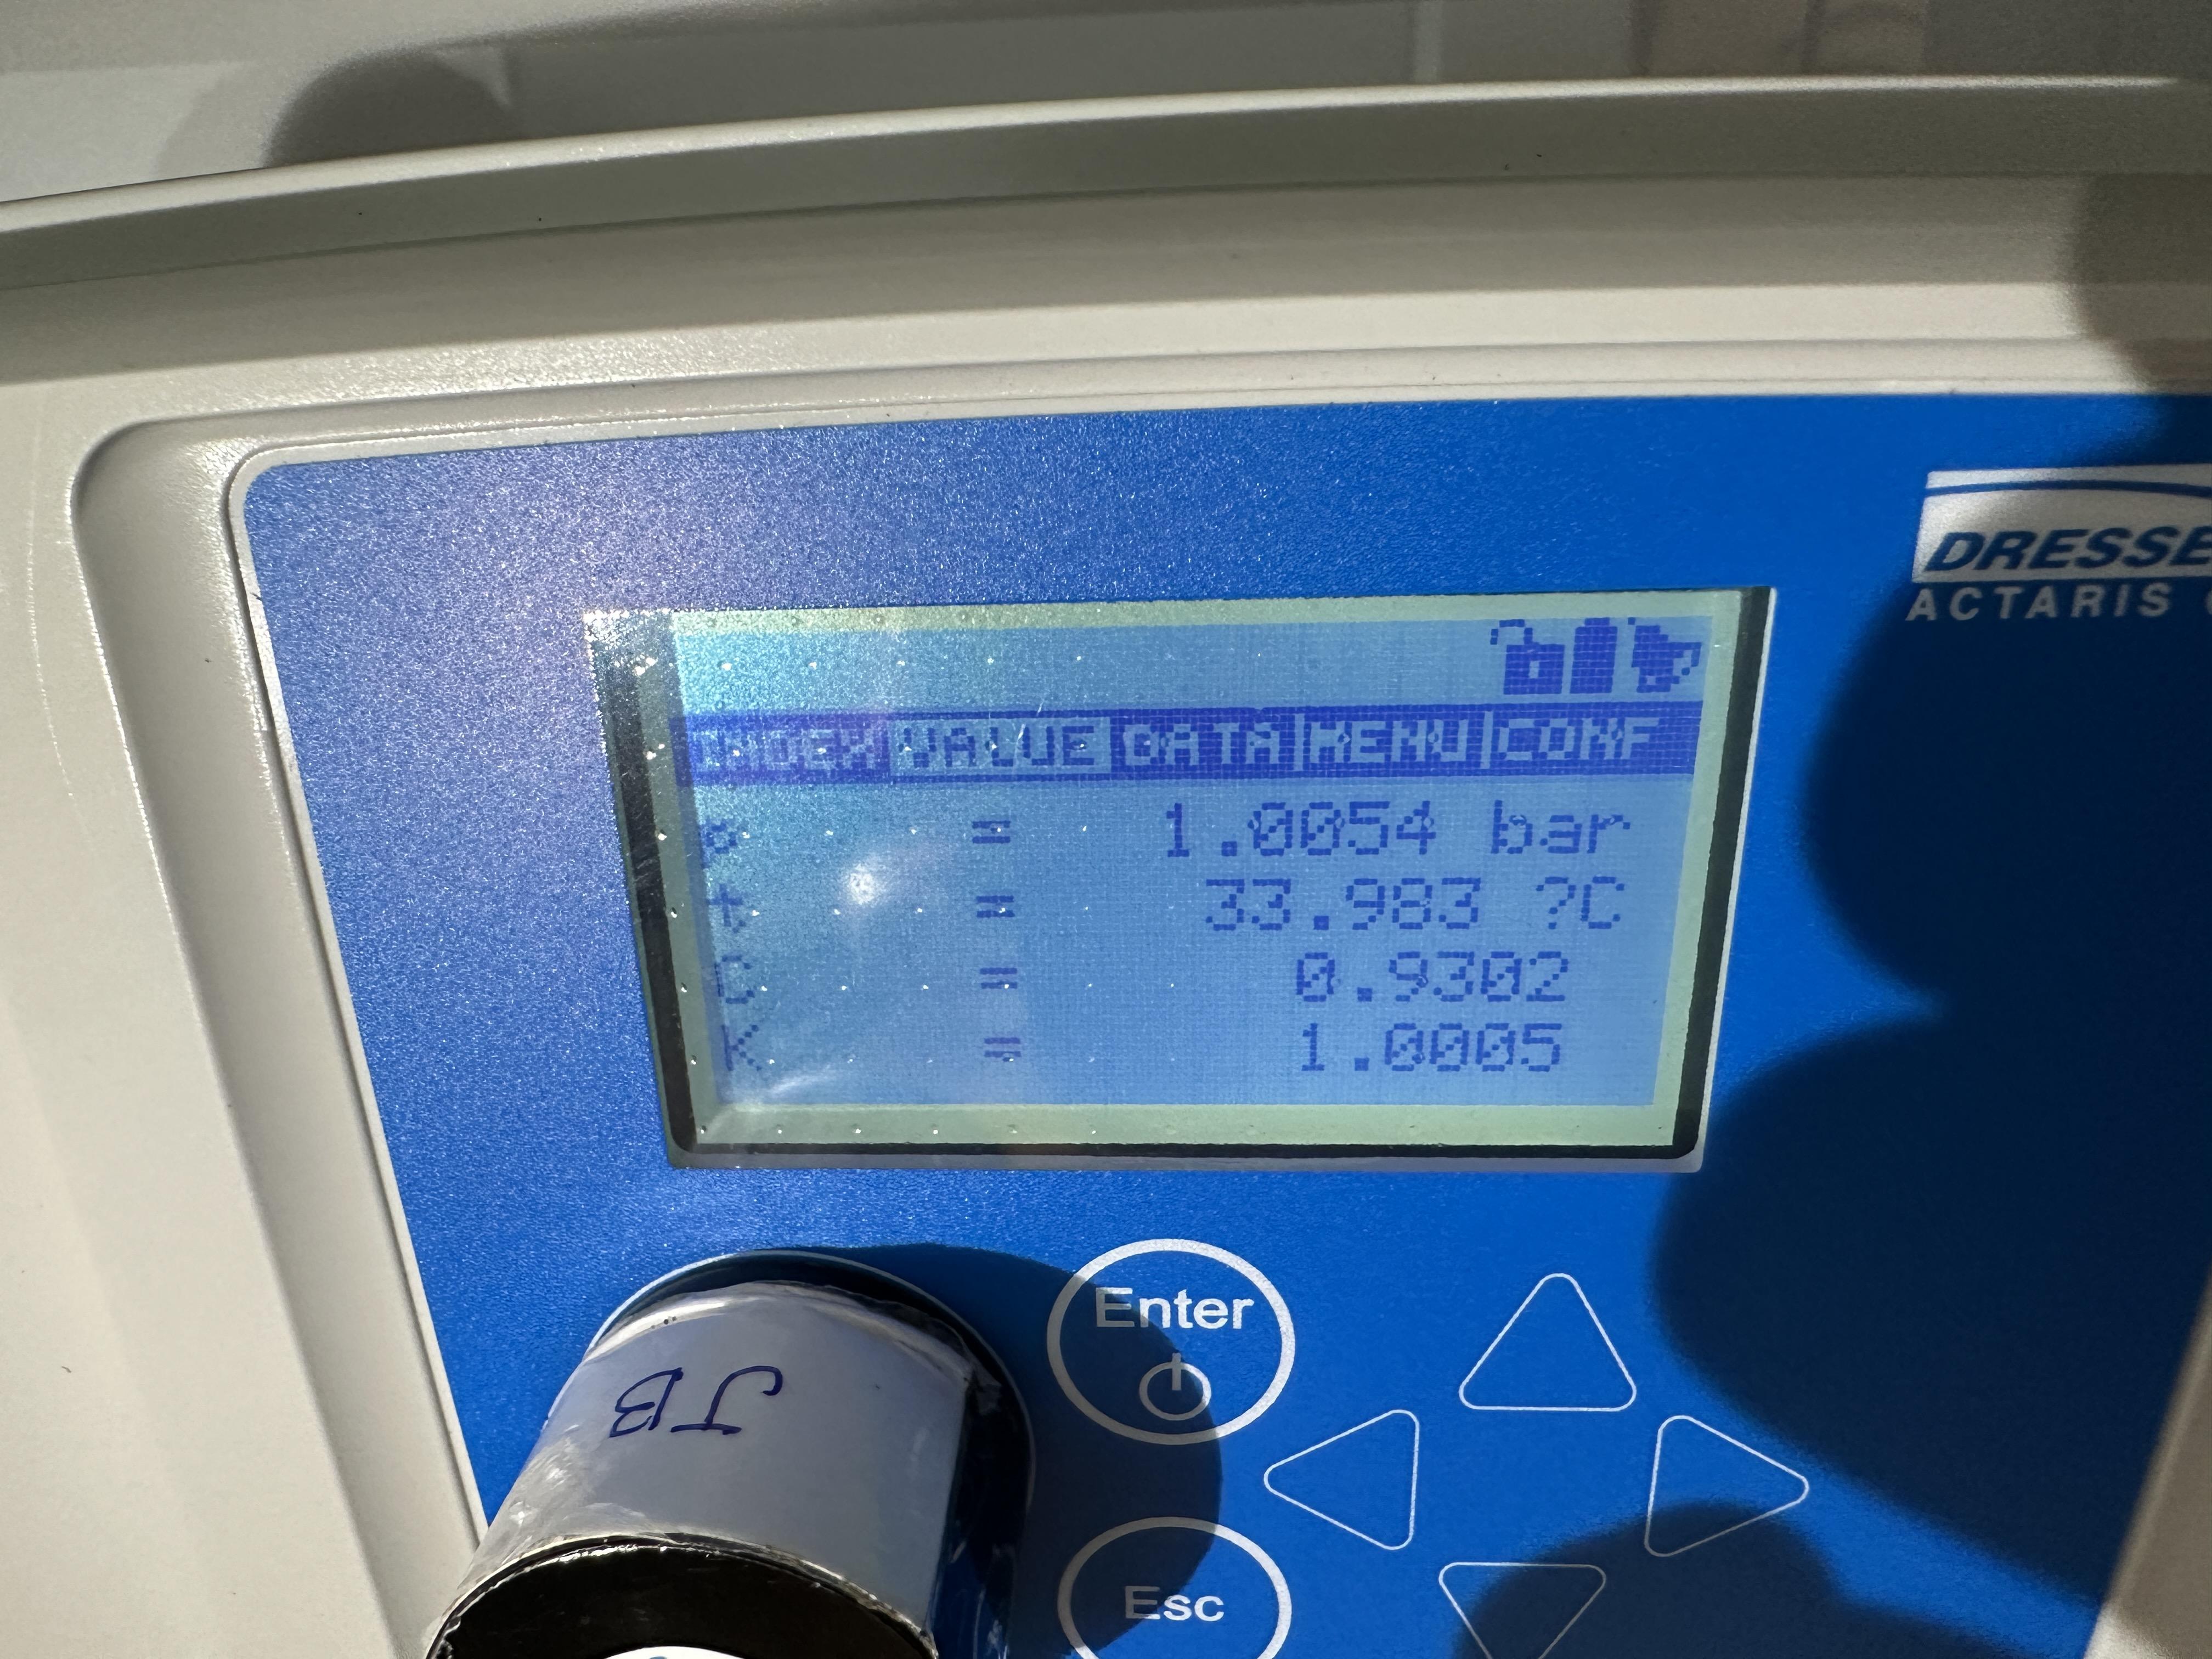 DRESSE
ACTARIS
INDEX VALUE DATA MENU CONF
p = 1.0054 bar
t = 33.983 ?C
C = 0.9302
K = 1.0005
Enter
JB
Esc